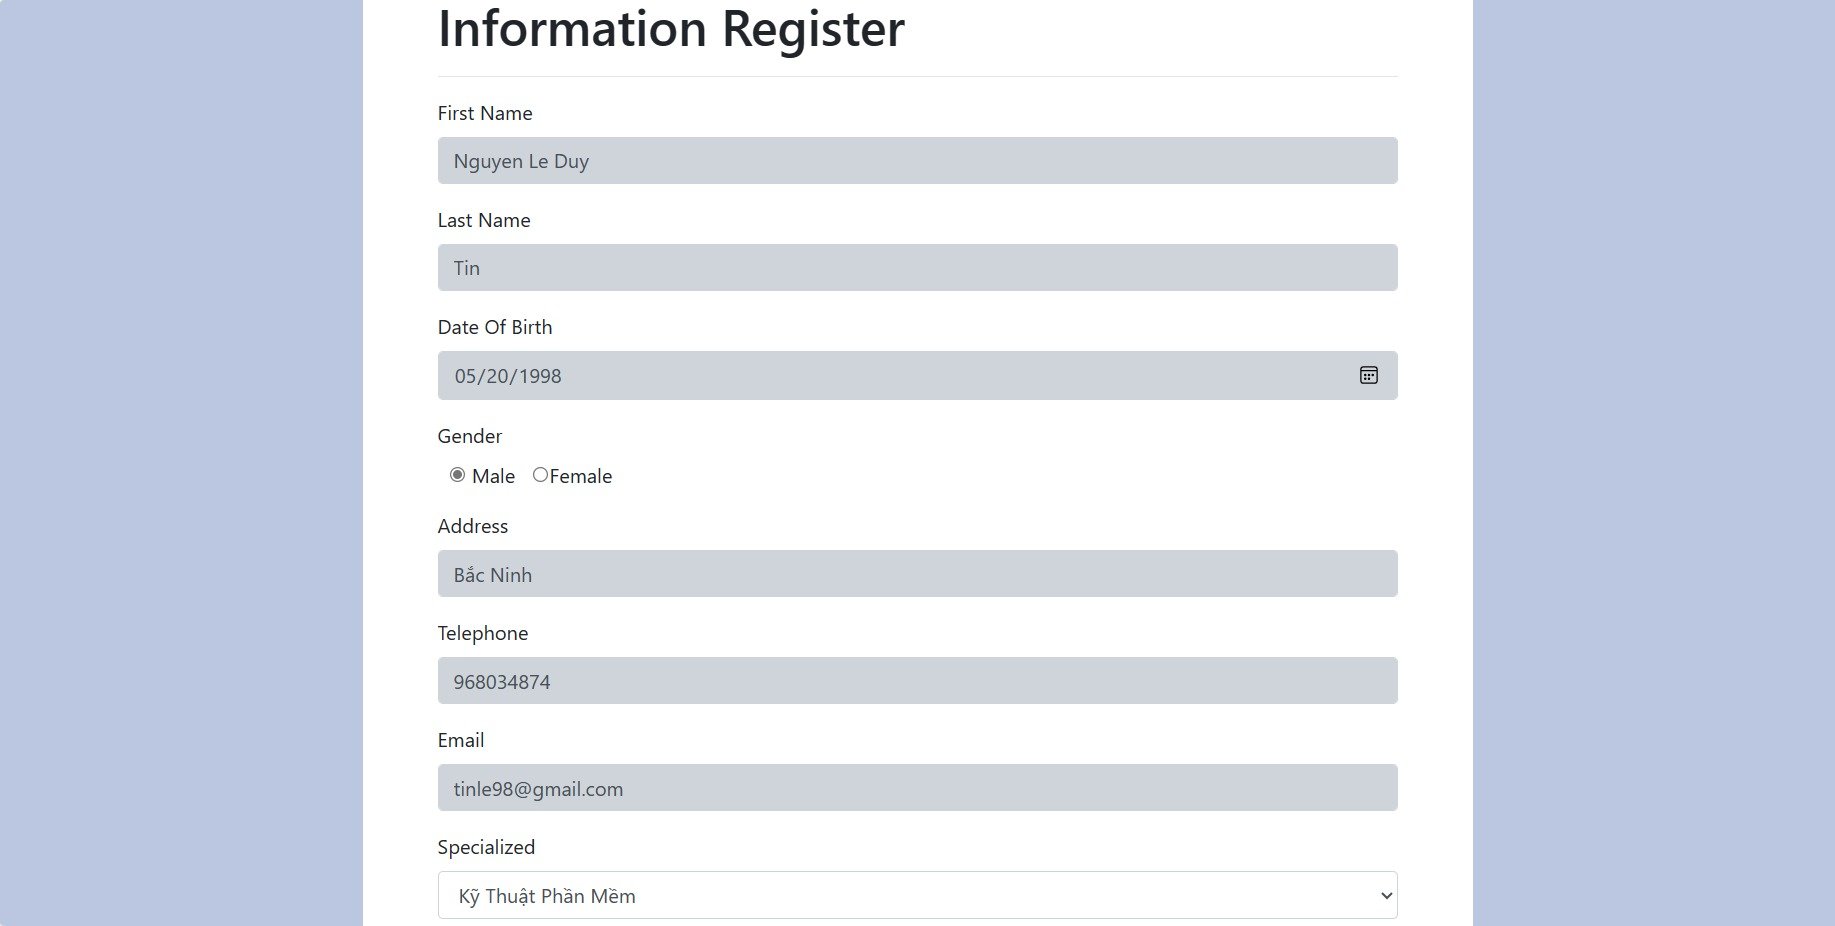 Information Register
First Name
Nguyen Le Duy
Last Name
Tin
Date Of Birth
05/20/1998
Gender
Male Female
Address
Bắc Ninh
Telephone
968034874
Email
tinle98@gmail.com
Specialized
Kỹ Thuật Phần Mềm